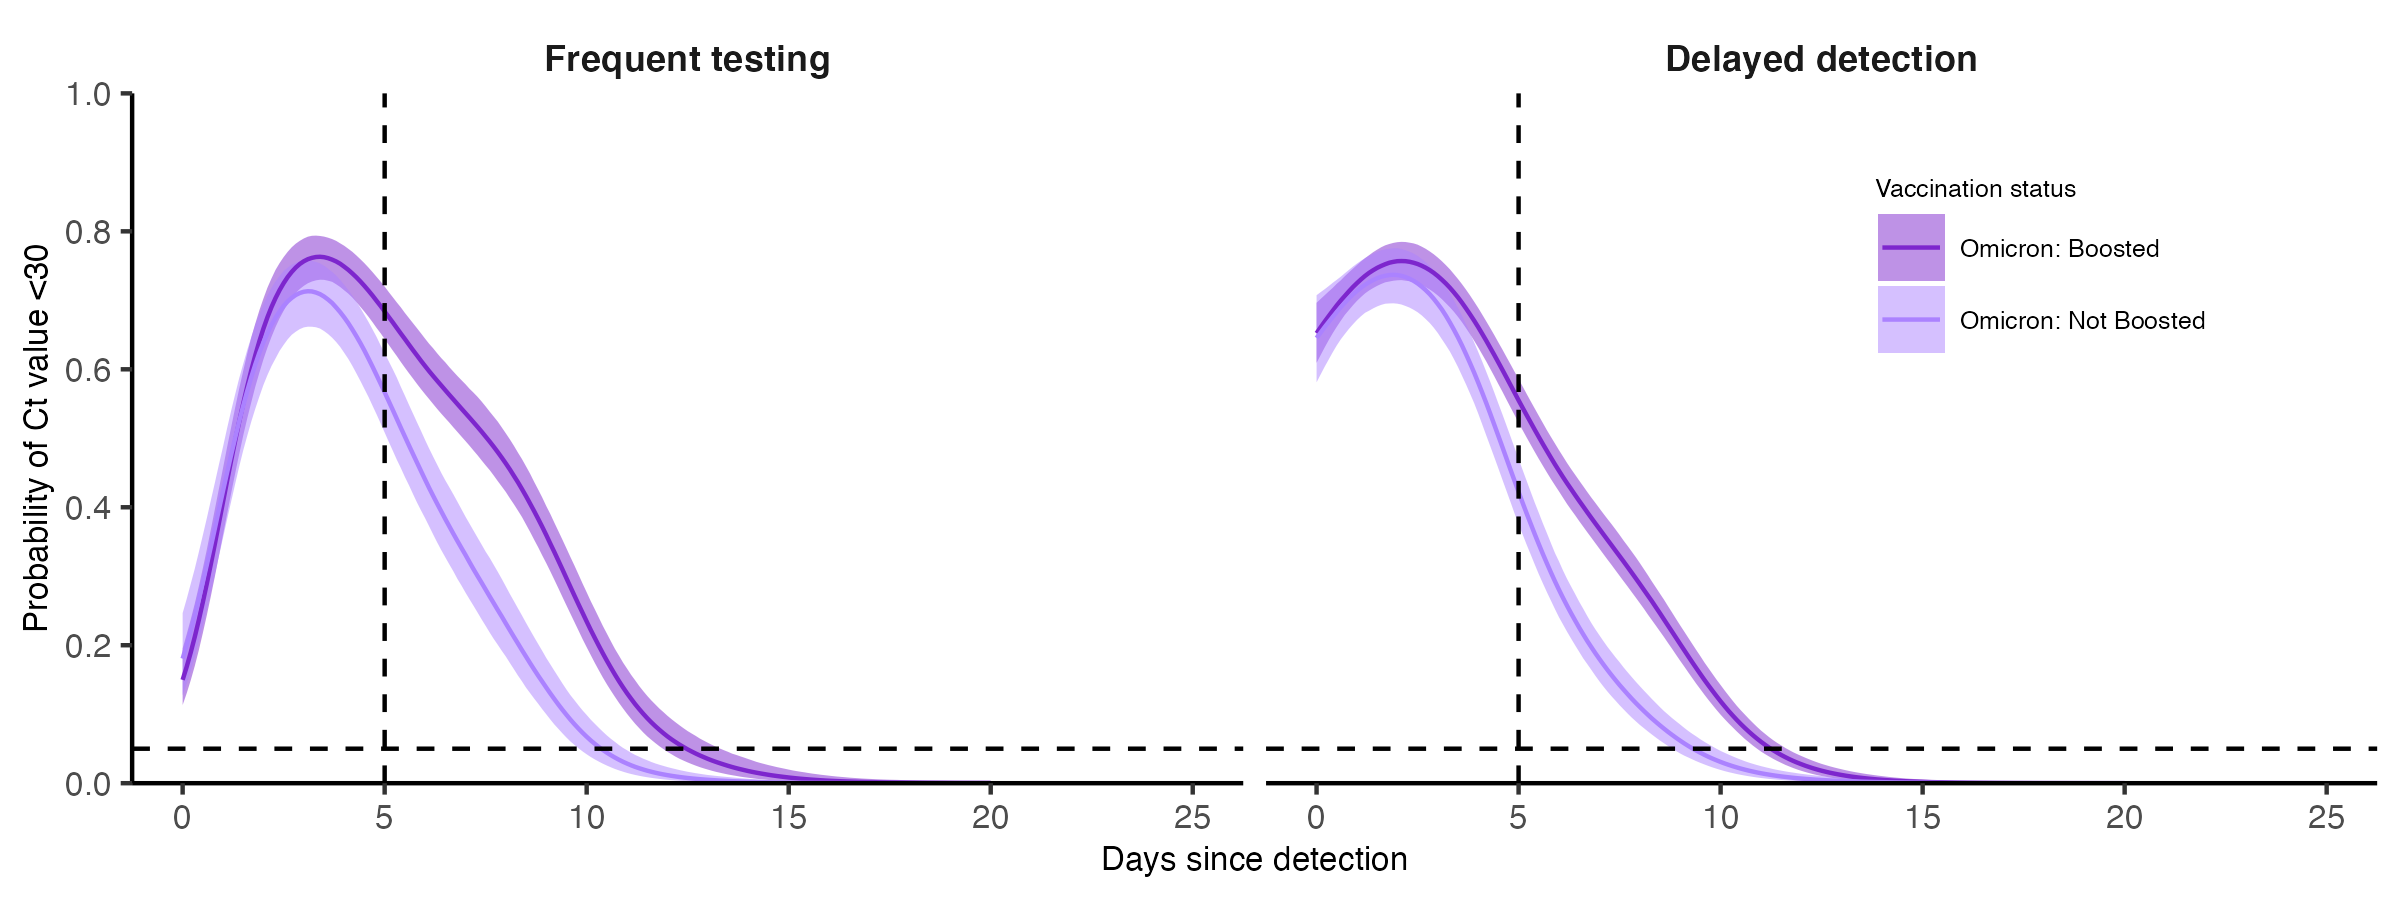 Frequent testing
Delayed detection
Probability of Ct value <30
1.0
0.8
0.6
0.4
0.2
0.0
Vaccination status
Omicron: Boosted
Omicron: Not Boosted
0 5 10 15 20 25
0 5 10 15 20 25
Days since detection